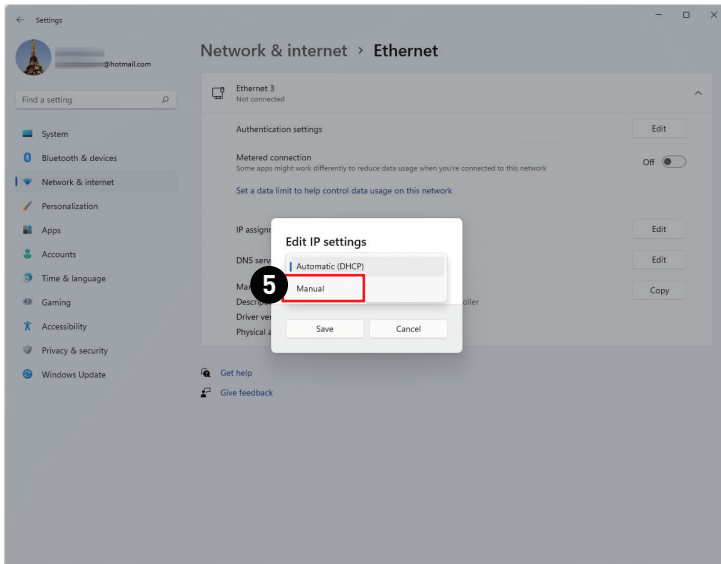 Settings
@hotmail.com
Find a setting
System
Bluetooth & devices
Network & internet
Personalization
Apps
Accounts
Time & language
Gaming
Accessibility
Privacy & security
Windows Update
Network & internet > Ethernet
Ethernet 3
Not connected
Authentication settings
Edit
Metered connection
Some apps might work differently to reduce data usage when you're connected to this network
Off
Set a data limit to help control data usage on this network
IP assign
Edit
DNS serv
Edit
Man
Copy
Descrip
oller
Driver ver
Physical a
Edit IP settings
Automatic (DHCP)
5
Manual
Save
Cancel
Get help
Give feedback